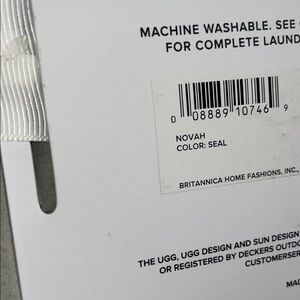 MACHINE WASHABLE. SEE
FOR COMPLETE LAUND
0 08889 10746 9
NOVAH
COLOR: SEAL
BRITANNICA HOME FASHIONS, INC.,
THE UGG, UGG DESIGN AND SUN DESIGN
OR REGISTERED BY DECKERS OUTDO
CUSTOMERSER
MAD